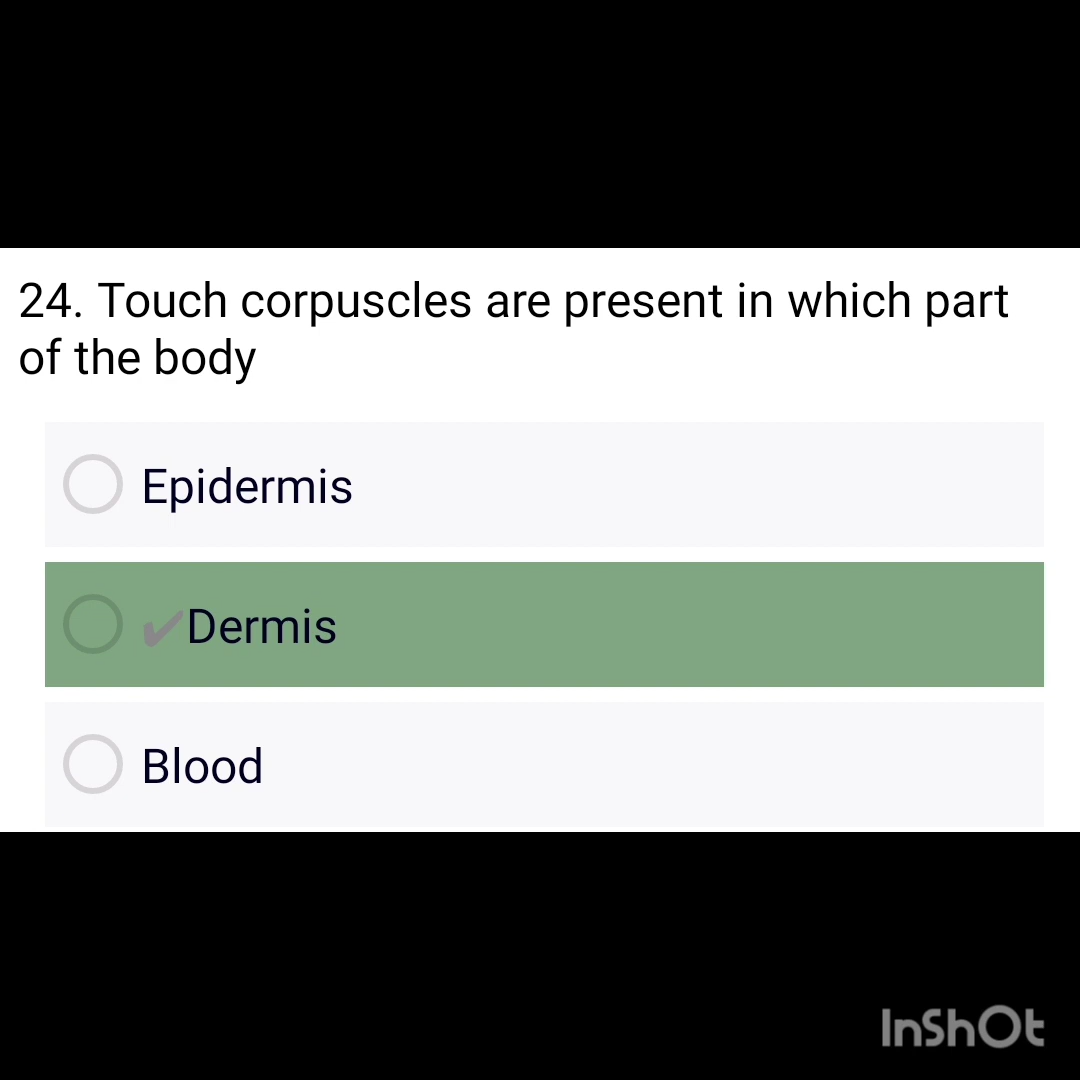 24. Touch corpuscles are present in which part
of the body
Epidermis
✔Dermis
Blood
InShOt